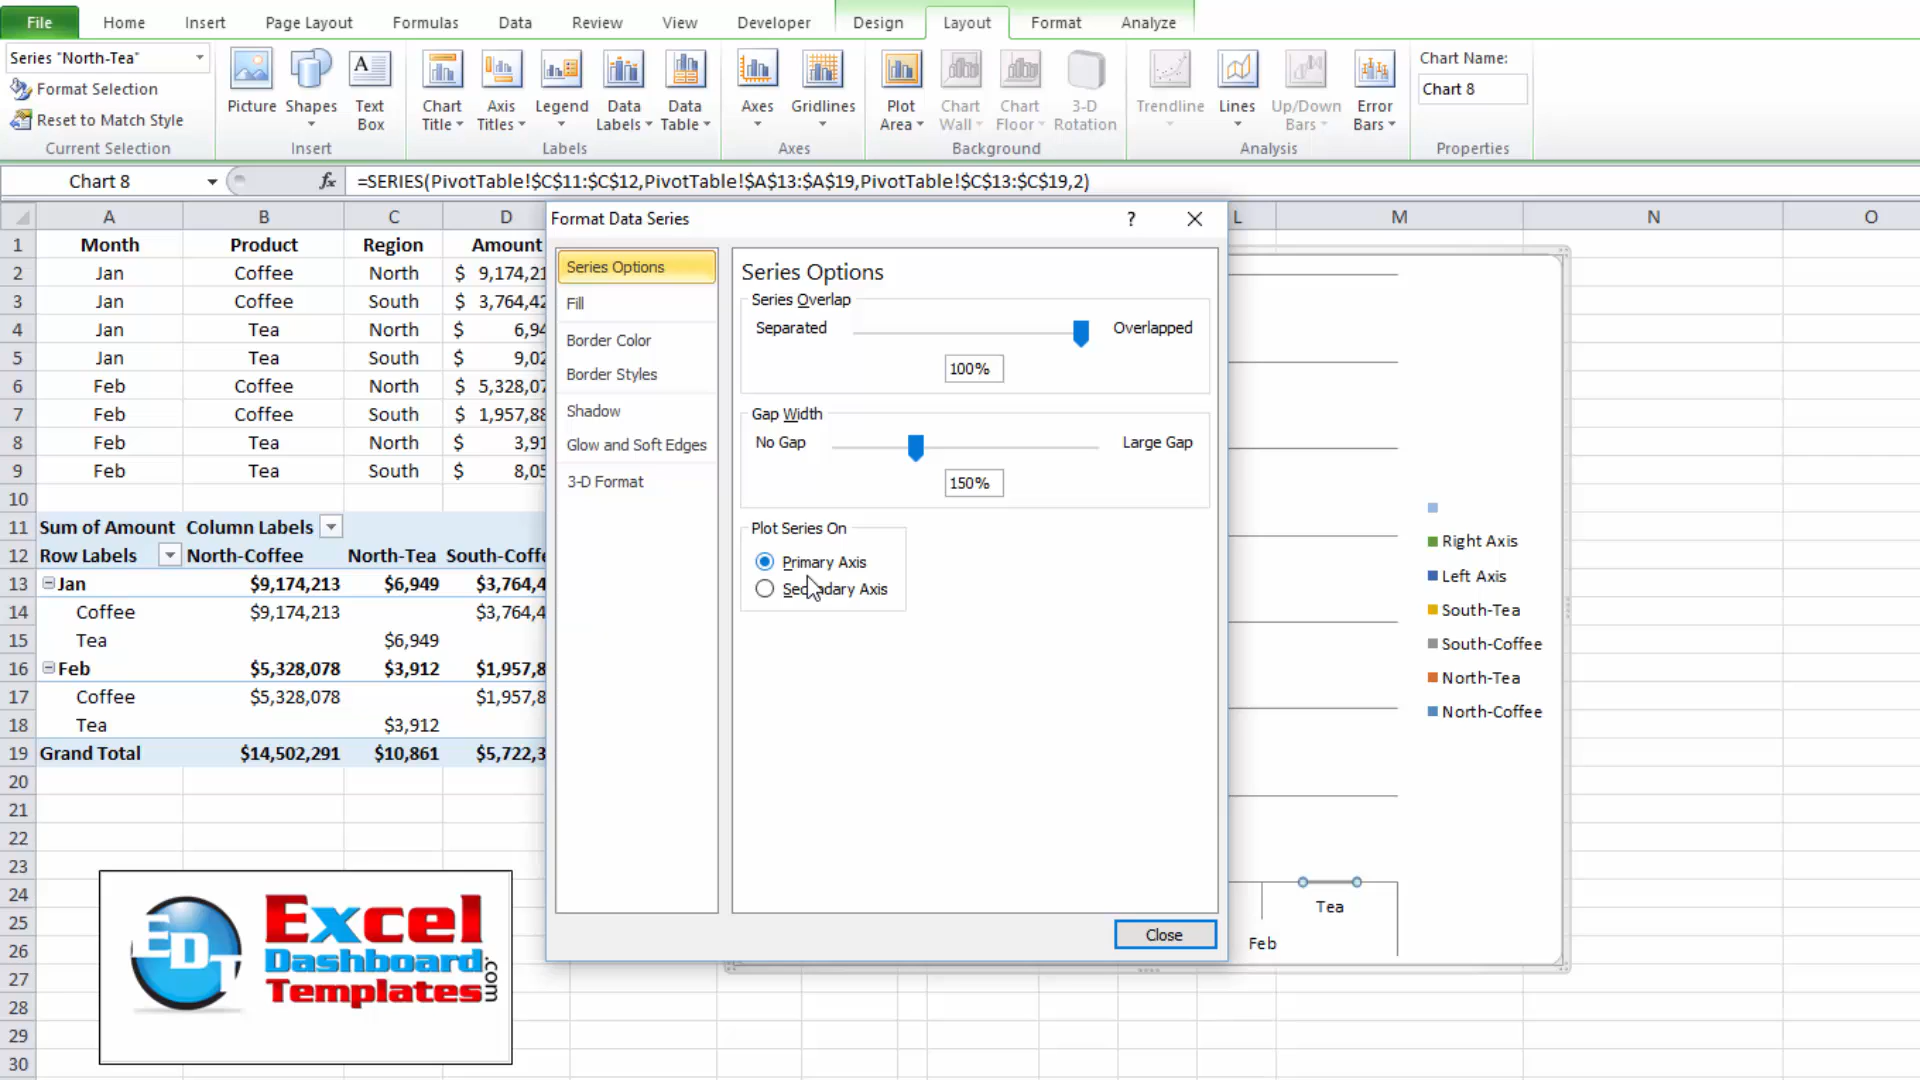 File Home Insert Page Layout Formulas Data Review View Developer Design Layout Format Analyze
Series "North-Tea"
Format Selection
Reset to Match Style
Current Selection
Picture Shapes Text Box
Insert
Chart Title Axis Titles Legend Data Labels Data Table
Labels
Axes Gridlines
Axes
Plot Area Chart Wall Chart Floor 3-D Rotation
Background
Trendline Lines Up/Down Bars Error Bars
Analysis
Chart Name:
Chart 8
Properties
Chart 8 fx =SERIES(PivotTable!$C$11:$C$12,PivotTable!$A$13:$A$19,PivotTable!$C$13:$C$19,2)
A B C D L M N O
1 Month Product Region Amount
2 Jan Coffee North $ 9,174,21
3 Jan Coffee South $ 3,764,42
4 Jan Tea North $ 6,94
5 Jan Tea South $ 9,02
6 Feb Coffee North $ 5,328,07
7 Feb Coffee South $ 1,957,88
8 Feb Tea North $ 3,91
9 Feb Tea South $ 8,05
10
11 Sum of Amount Column Labels
12 Row Labels North-Coffee North-Tea South-Coffe
13 Jan $9,174,213 $6,949 $3,764,4
14 Coffee $9,174,213 $3,764,4
15 Tea $6,949
16 Feb $5,328,078 $3,912 $1,957,8
17 Coffee $5,328,078 $1,957,8
18 Tea $3,912
19 Grand Total $14,502,291 $10,861 $5,722,3
20
21
22
23
24
25
26
27
28
29
30
Format Data Series ?
Series Options
Fill
Border Color
Border Styles
Shadow
Glow and Soft Edges
3-D Format
Series Options
Series Overlap
Separated Overlapped
100%
Gap Width
No Gap Large Gap
150%
Plot Series On
Primary Axis
Secondary Axis
Close
Right Axis
Left Axis
South-Tea
South-Coffee
North-Tea
North-Coffee
Tea
Feb
EDT
Excel
Dashboard
Templates
.com